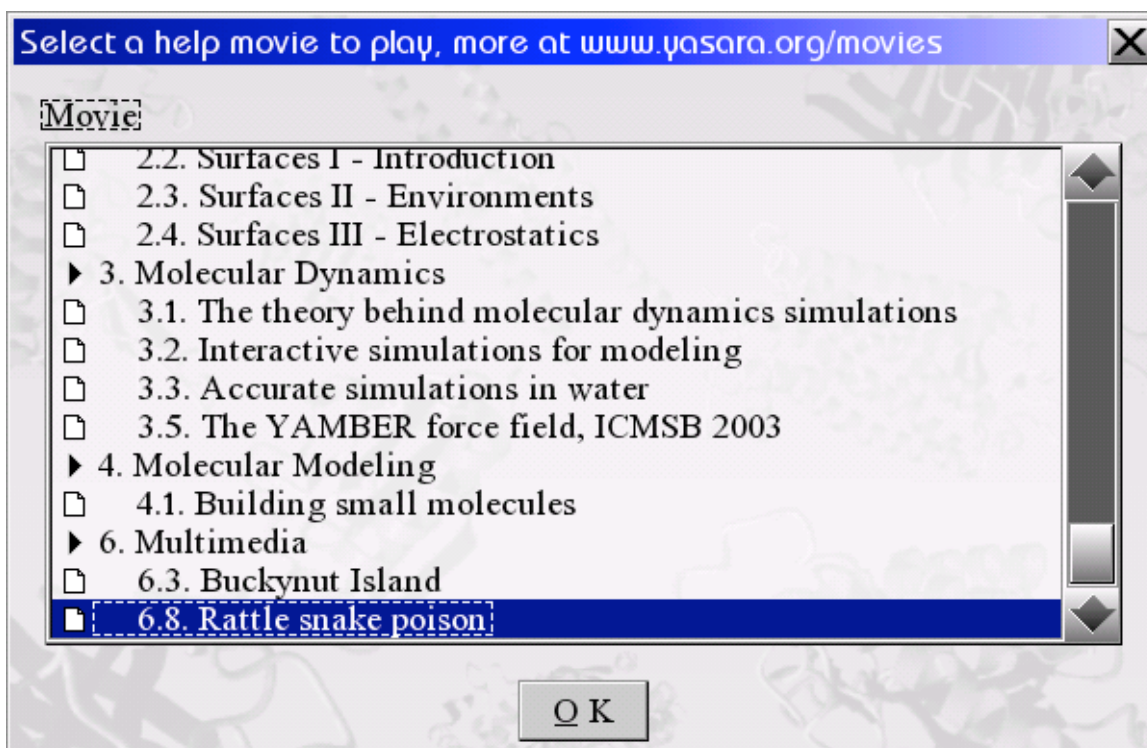 Select a help movie to play, more at www.yasara.org/movies
Movie
2.2. Surfaces I - Introduction
2.3. Surfaces II - Environments
2.4. Surfaces III - Electrostatics
3. Molecular Dynamics
3.1. The theory behind molecular dynamics simulations
3.2. Interactive simulations for modeling
3.3. Accurate simulations in water
3.5. The YAMBER force field, ICMSB 2003
4. Molecular Modeling
4.1. Building small molecules
6. Multimedia
6.3. Buckynut Island
6.8. Rattle snake poison
O K